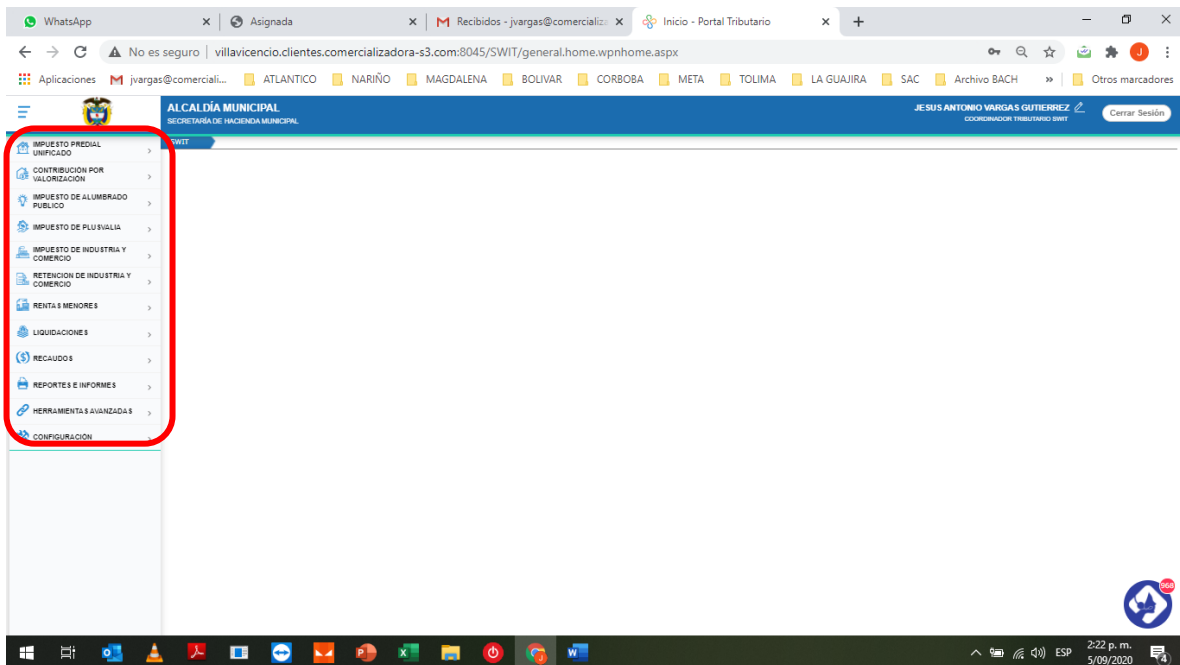 WhatsApp
Asignada
Recibidos - jvargas@comercializ
Inicio - Portal Tributario
No es seguro | villavicencio.clientes.comercializadora-s3.com:8045/SWIT/general.home.wpnhome.aspx
Aplicaciones
jvargas@comerciali...
ATLANTICO
NARIÑO
MAGDALENA
BOLIVAR
CORBOBA
META
TOLIMA
LA GUAJIRA
SAC
Archivo BACH
»
Otros marcadores
ALCALDÍA MUNICIPAL
SECRETARÍA DE HACIENDA MUNICIPAL
JESUS ANTONIO VARGAS GUTIERREZ
COORDINADOR TRIBUTARIO SWIT
Cerrar Sesión
SWIT
IMPUESTO PREDIAL
UNIFICADO
CONTRIBUCIÓN POR
VALORIZACIÓN
IMPUESTO DE ALUMBRADO
PUBLICO
IMPUESTO DE PLUSVALIA
IMPUESTO DE INDUSTRIA Y
COMERCIO
RETENCION DE INDUSTRIA Y
COMERCIO
RENTAS MENORES
LIQUIDACIONES
RECAUDOS
REPORTES E INFORMES
HERRAMIENTAS AVANZADAS
CONFIGURACIÓN
968
ESP
2:22 p. m.
5/09/2020
4